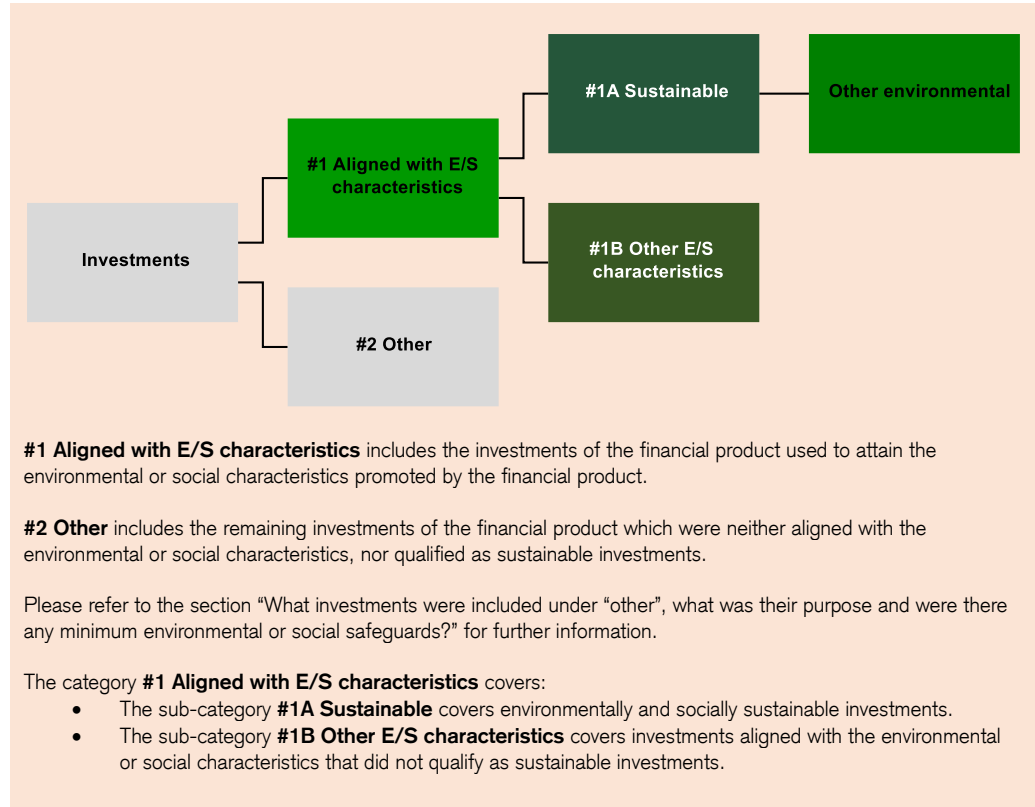 #1A Sustainable
Other environmental
#1 Aligned with E/S
characteristics
Investments
#1B Other E/S
characteristics
#2 Other
#1 Aligned with E/S characteristics includes the investments of the financial product used to attain the
environmental or social characteristics promoted by the financial product.
#2 Other includes the remaining investments of the financial product which were neither aligned with the
environmental or social characteristics, nor qualified as sustainable investments.
Please refer to the section “What investments were included under “other”, what was their purpose and were there
any minimum environmental or social safeguards?” for further information.
The category #1 Aligned with E/S characteristics covers:
• The sub-category #1A Sustainable covers environmentally and socially sustainable investments.
• The sub-category #1B Other E/S characteristics covers investments aligned with the environmental
or social characteristics that did not qualify as sustainable investments.